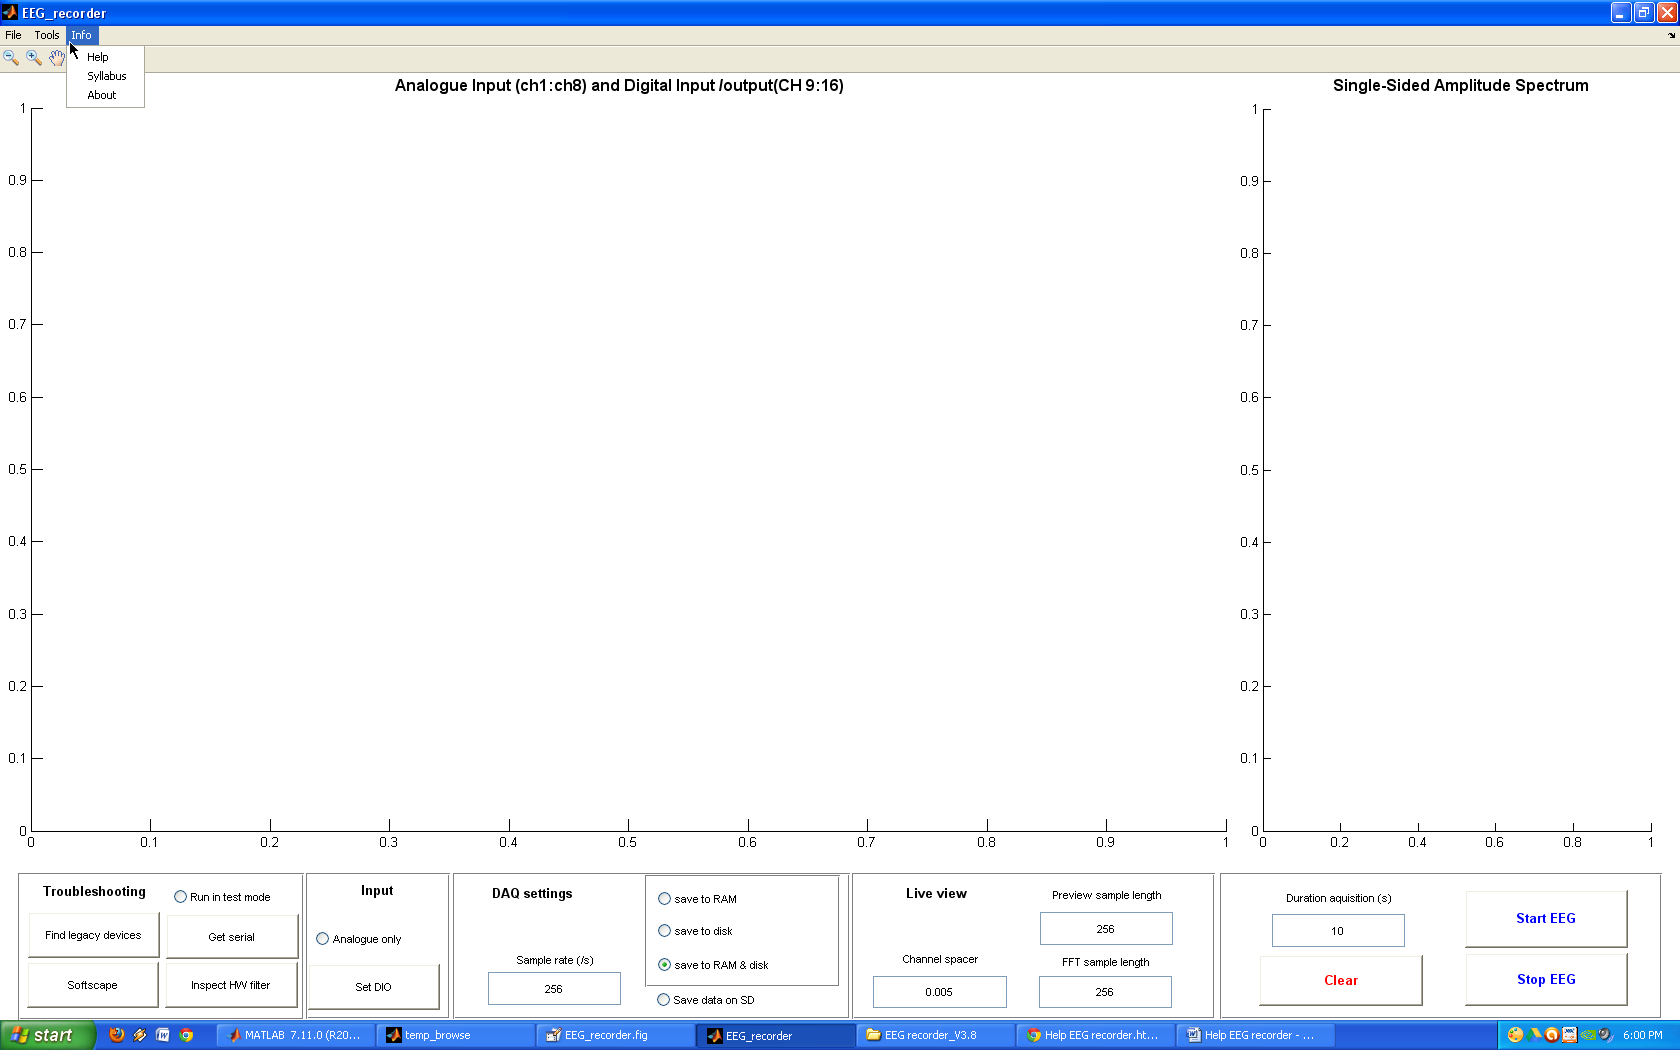 EEG_recorder
File Tools Info
Help
Syllabus
About
Analogue Input (ch1:ch8) and Digital Input /output(CH 9:16)
Single-Sided Amplitude Spectrum
1
0.9
0.8
0.7
0.6
0.5
0.4
0.3
0.2
0.1
0
0 0.1 0.2 0.3 0.4 0.5 0.6 0.7 0.8 0.9 1
1
0.9
0.8
0.7
0.6
0.5
0.4
0.3
0.2
0.1
0
0 0.2 0.4 0.6 0.8 1
Troubleshooting
Run in test mode
Find legacy devices
Get serial
Softscape
Inspect HW filter
Input
Analogue only
Set DIO
DAQ settings
Sample rate (/s)
256
save to RAM
save to disk
save to RAM & disk
Save data on SD
Live view
Preview sample length
256
Channel spacer
0.005
FFT sample length
256
Duration aquisition (s)
10
Clear
Start EEG
Stop EEG
start
MATLAB 7.11.0 (R20...
temp_browse
EEG_recorder.fig
EEG_recorder
EEG recorder_V3.8
Help EEG recorder.ht...
Help EEG recorder - ...
6:00 PM